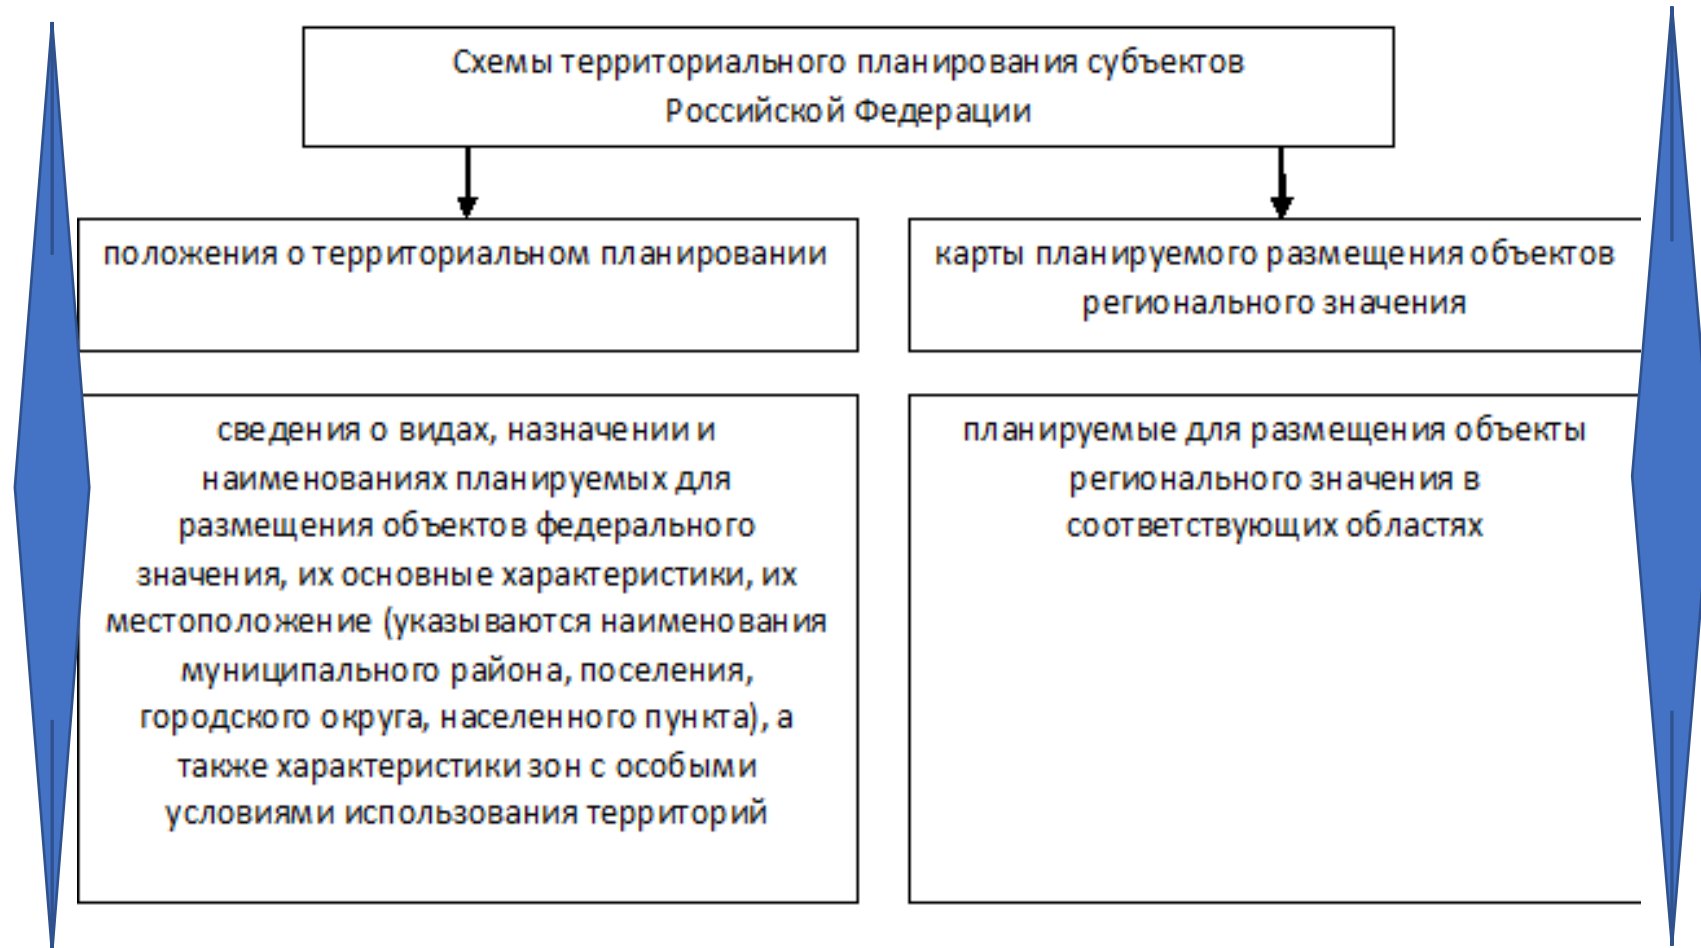 Схемы территориального планирования субъектов
Российской Федерации
положения о территориальном планировании
карты планируемого размещения объектов
регионального значения
сведения о видах, назначении и
наименованиях планируемых для
размещения объектов федерального
значения, их основные характеристики, их
местоположение (указываются наименования
муниципального района, поселения,
городского округа, населенного пункта), а
также характеристики зон с особыми
условиями использования территорий
планируемые для размещения объекты
регионального значения в
соответствующих областях